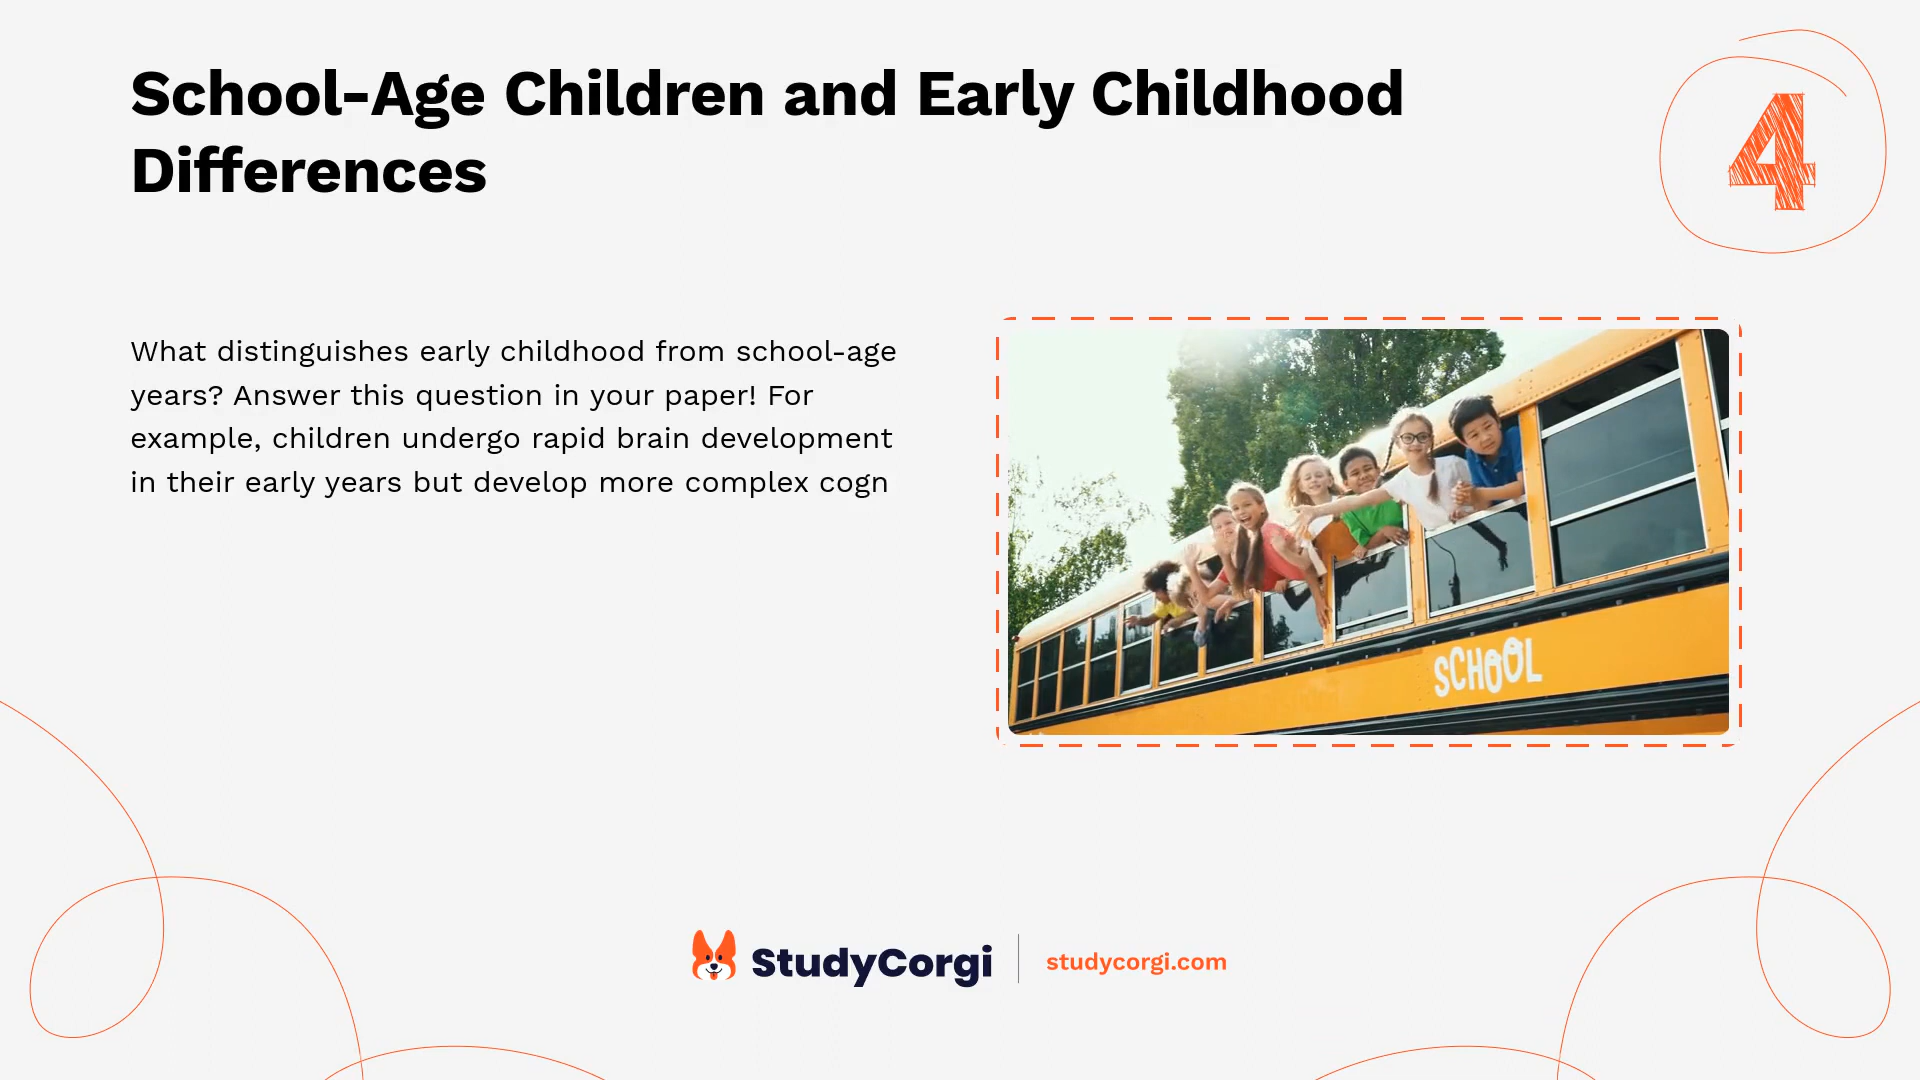 School-Age Children and Early Childhood
Differences
4
What distinguishes early childhood from school-age
years? Answer this question in your paper! For
example, children undergo rapid brain development
in their early years but develop more complex cogn
SCHOOL
StudyCorgi
studycorgi.com